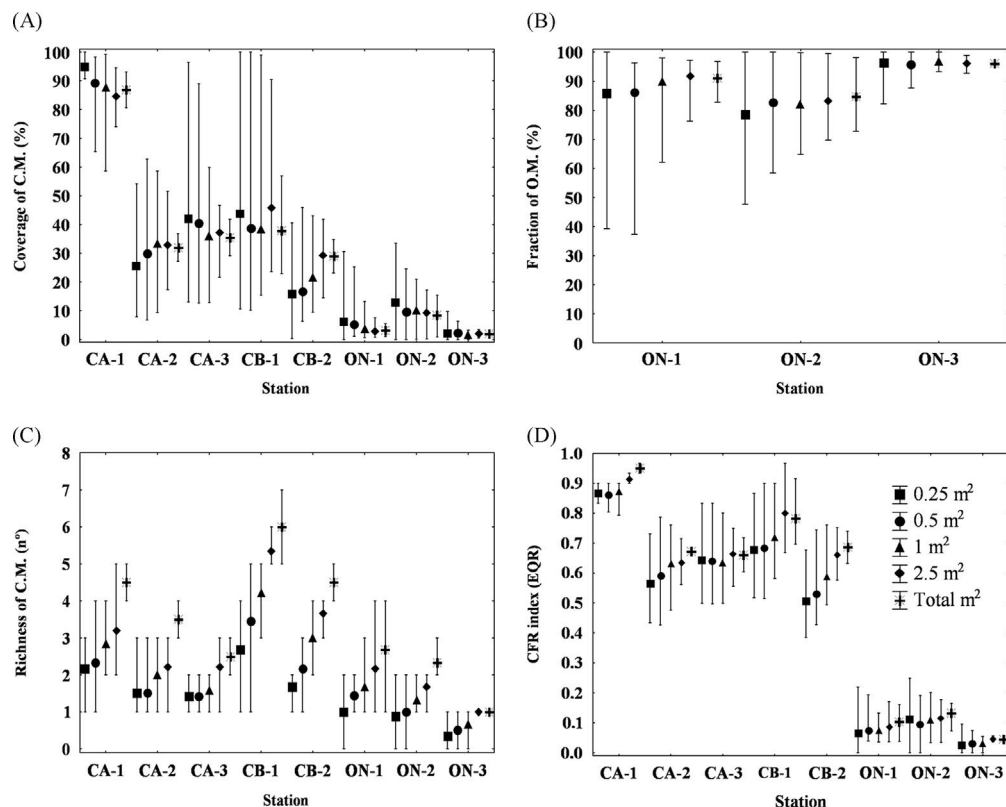 (A)
Coverage of C.M. (%)
100
90
80
70
60
50
40
30
20
10
0
CA-1 CA-2 CA-3 CB-1 CB-2 ON-1 ON-2 ON-3
Station
(B)
Fraction of O.M. (%)
100
90
80
70
60
50
40
30
20
10
0
ON-1 ON-2 ON-3
Station
(C)
Richness of C.M. (nº)
8
7
6
5
4
3
2
1
0
CA-1 CA-2 CA-3 CB-1 CB-2 ON-1 ON-2 ON-3
Station
(D)
CFR index (EQR)
1.0
0.9
0.8
0.7
0.6
0.5
0.4
0.3
0.2
0.1
0.0
0.25 m²
0.5 m²
1 m²
2.5 m²
Total m²
CA-1 CA-2 CA-3 CB-1 CB-2 ON-1 ON-2 ON-3
Station